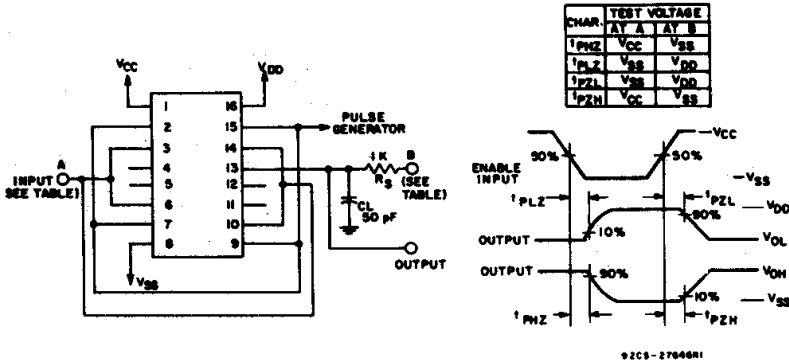 TEST VOLTAGE
CHAR. AT A AT B
tPHZ VCC VSS
tPLZ VSS VDD
tPZL VSS VDD
tPZH VCC VSS
VCC
VDD
1 16
2 15
3 14
4 13
5 12
6 11
7 10
8 9
PULSE
GENERATOR
A
INPUT
SEE TABLE)
1K
RS
B
(SEE
TABLE)
CL
50 pF
OUTPUT
VSS
VCC
90% 50%
ENABLE
INPUT
VSS
tPLZ tPZL
VDD
90%
10%
OUTPUT VOL
OUTPUT VOH
90%
10%
VSS
tPHZ tPZH
92CS-27646R1